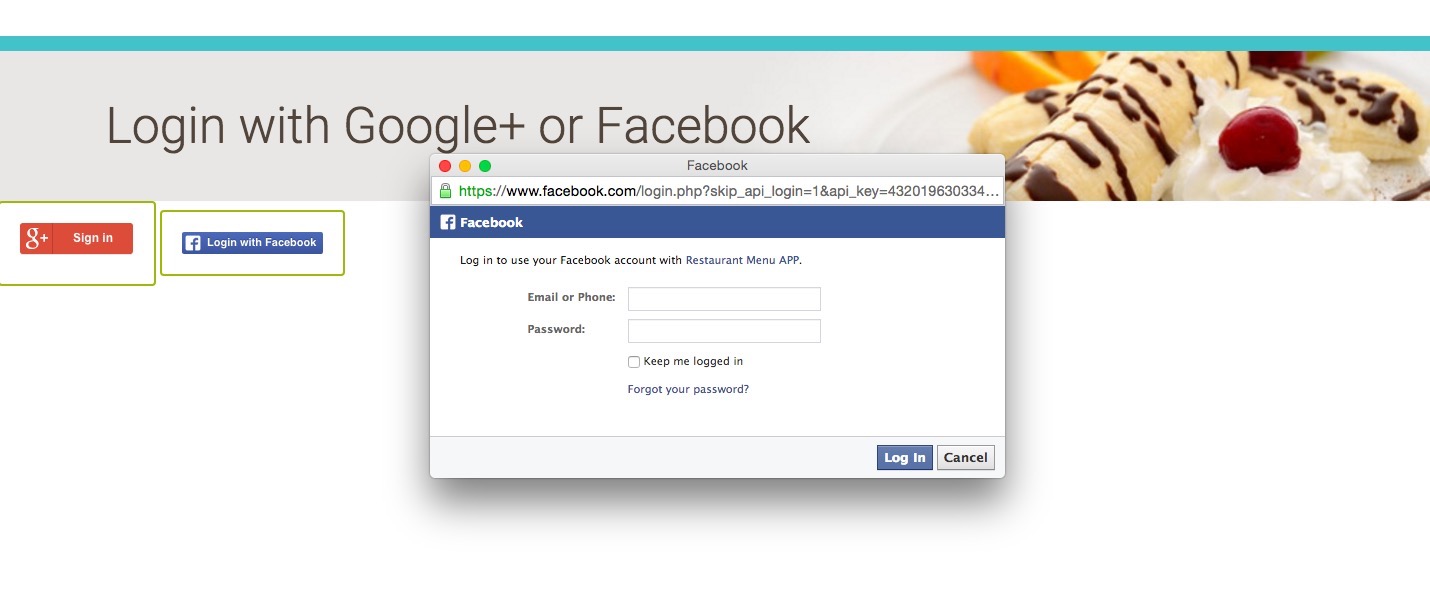 Login with Google+ or Facebook
Facebook
https://www.facebook.com/login.php?skip_api_login=1&api_key=432019630334...
g+ Sign in
f Login with Facebook
f Facebook
Log in to use your Facebook account with Restaurant Menu APP.
Email or Phone:
Password:
Keep me logged in
Forgot your password?
Log In Cancel